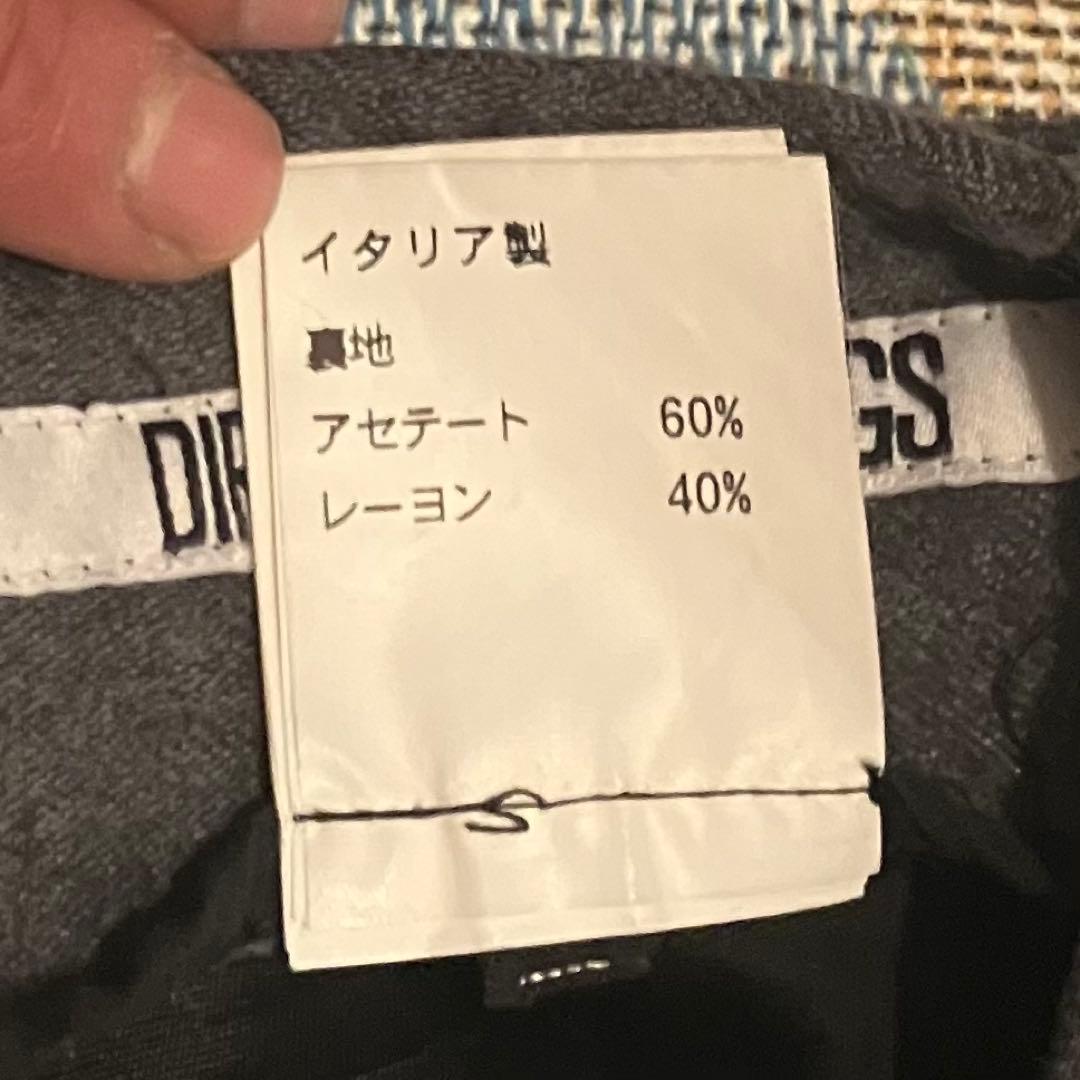 イタリア製
裏地
アセテート 60%
レーヨン 40%
DIR GS
S